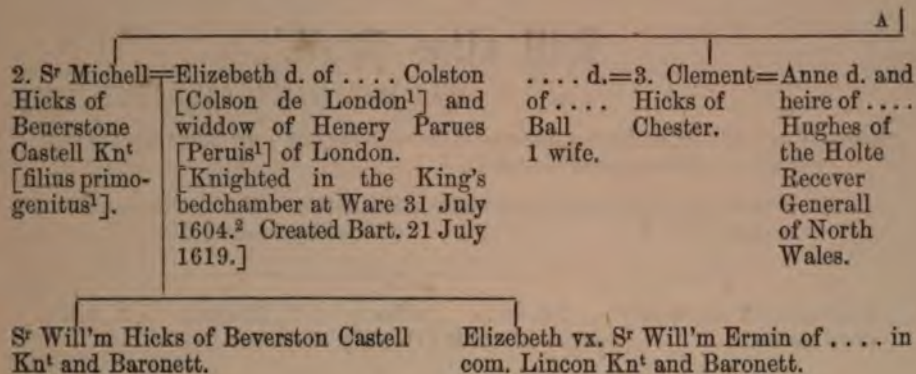 A
2. Sʳ Michell=
Hicks of
Beuerstone
Castell Knᵗ
[filius primo-
genitus¹].
Elizebeth d. of . . . . Colston
[Colson de London¹] and
widdow of Henery Parues
[Peruis¹] of London.
[Knighted in the King's
bedchamber at Ware 31 July
1604.² Created Bart. 21 July
1619.]
. . . . d.=
of . . . .
Ball
1 wife.
3. Clement=
Hicks of
Chester.
Anne d. and
heire of . . . .
Hughes of
the Holte
Recever
Generall
of North
Wales.
Sʳ Will'm Hicks of Beverston Castell
Knᵗ and Baronett.
Elizebeth vx. Sʳ Will'm Ermin of . . . . in
com. Lincon Knᵗ and Baronett.